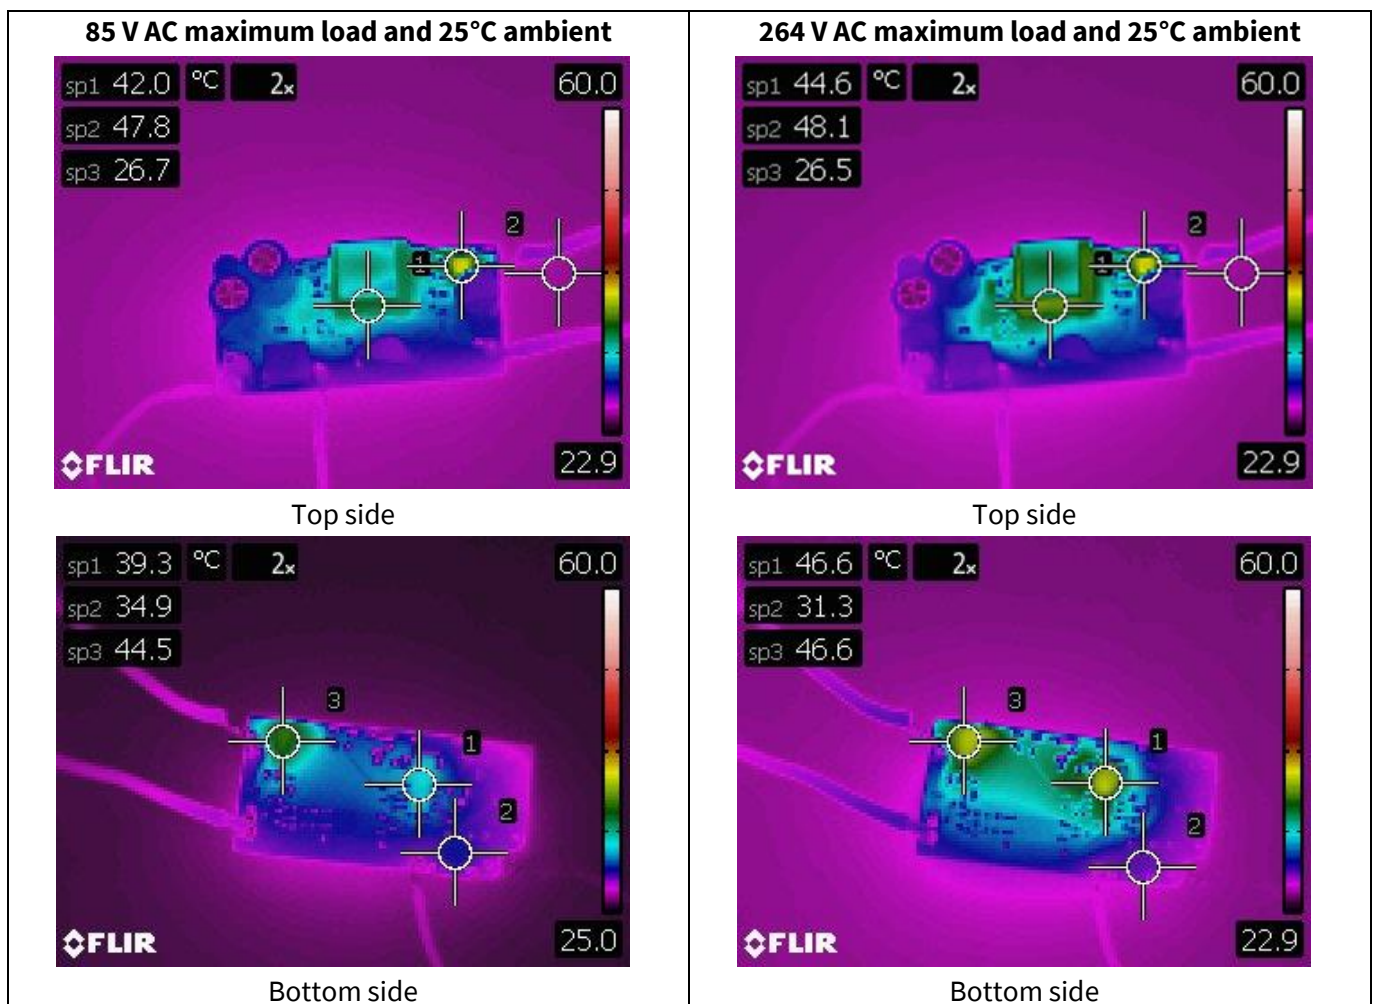 85 V AC maximum load and 25°C ambient
264 V AC maximum load and 25°C ambient
sp1 42.0 °C 2x 60.0
sp2 47.8
sp3 26.7
2
1
FLIR 22.9
sp1 44.6 °C 2x 60.0
sp2 48.1
sp3 26.5
2
1
FLIR 22.9
Top side
Top side
sp1 39.3 °C 2x 60.0
sp2 34.9
sp3 44.5
3
1
2
FLIR 25.0
sp1 46.6 °C 2x 60.0
sp2 31.3
sp3 46.6
3
1
2
FLIR 22.9
Bottom side
Bottom side